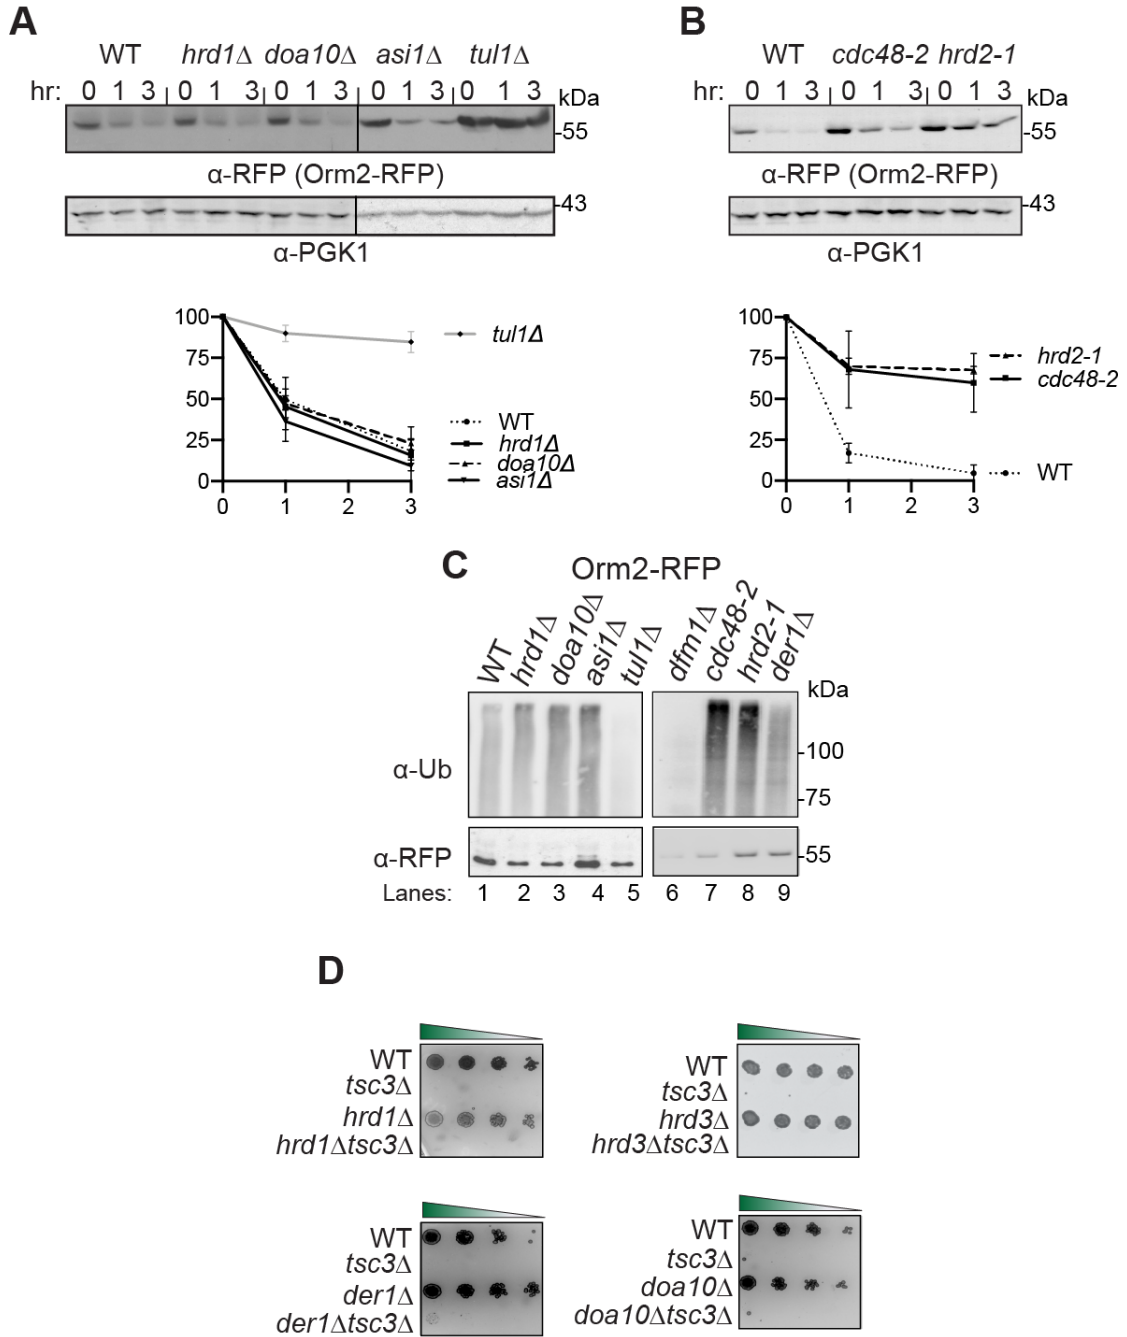 A
WT hrd1Δ doa10Δ asi1Δ tul1Δ
hr: 0 1 3 0 1 3 0 1 3 0 1 3 0 1 3 kDa
-55
α-RFP (Orm2-RFP)
-43
α-PGK1
100
75
50
25
0
0 1 2 3
tul1Δ
WT
hrd1Δ
doa10Δ
asi1Δ
B
WT cdc48-2 hrd2-1
hr: 0 1 3 0 1 3 0 1 3 kDa
-55
α-RFP (Orm2-RFP)
-43
α-PGK1
100
75
50
25
0
0 1 2 3
hrd2-1
cdc48-2
WT
C
Orm2-RFP
WT hrd1Δ doa10Δ asi1Δ tul1Δ dfm1Δ cdc48-2 hrd2-1 der1Δ
kDa
α-Ub
-100
-75
α-RFP
-55
Lanes: 1 2 3 4 5 6 7 8 9
D
WT
tsc3Δ
hrd1Δ
hrd1Δtsc3Δ
WT
tsc3Δ
hrd3Δ
hrd3Δtsc3Δ
WT
tsc3Δ
der1Δ
der1Δtsc3Δ
WT
tsc3Δ
doa10Δ
doa10Δtsc3Δ